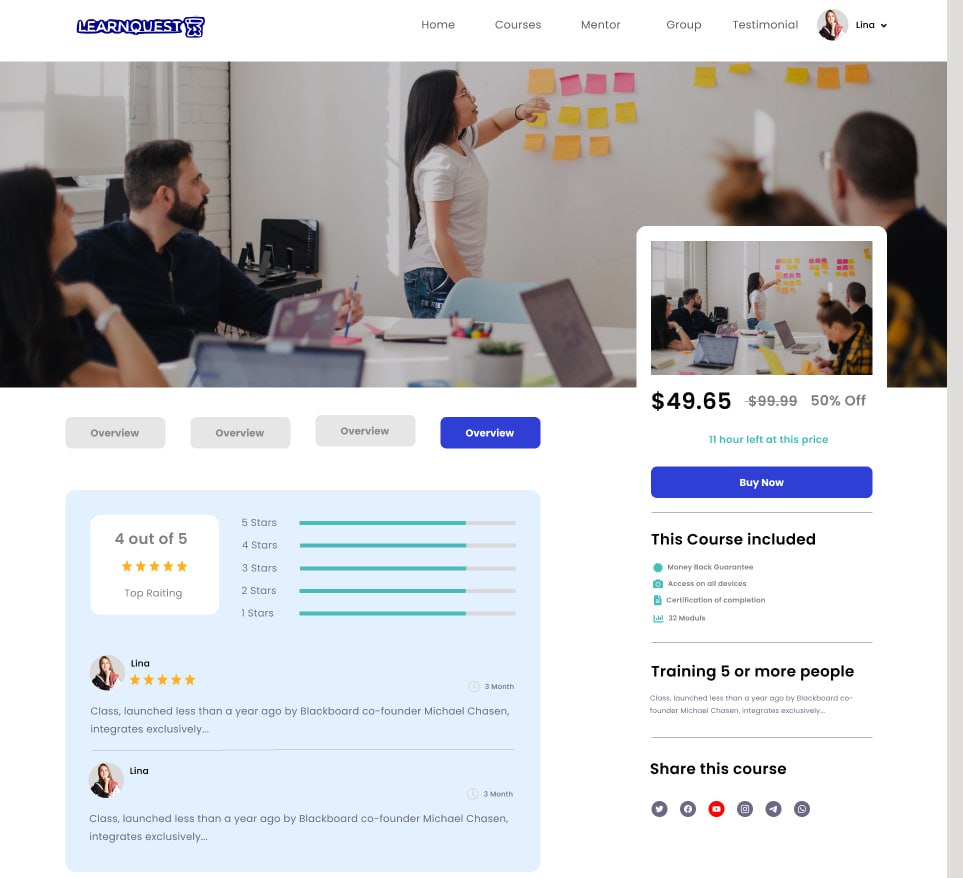 LEARNQUEST
Home Courses Mentor Group Testimonial Lina
$49.65 $99.99 50% Off
11 hour left at this price
Buy Now
This Course included
Money Back Guarantee
Access on all devices
Certification of completion
32 Moduls
Training 5 or more people
Class, launched less than a year ago by Blackboard co-
founder Michael Chasen, integrates exclusively...
Share this course
Overview Overview Overview Overview
4 out of 5
Top Raiting
5 Stars
4 Stars
3 Stars
2 Stars
1 Stars
Lina
3 Month
Class, launched less than a year ago by Blackboard co-founder Michael Chasen,
integrates exclusively...
Lina
3 Month
Class, launched less than a year ago by Blackboard co-founder Michael Chasen,
integrates exclusively...